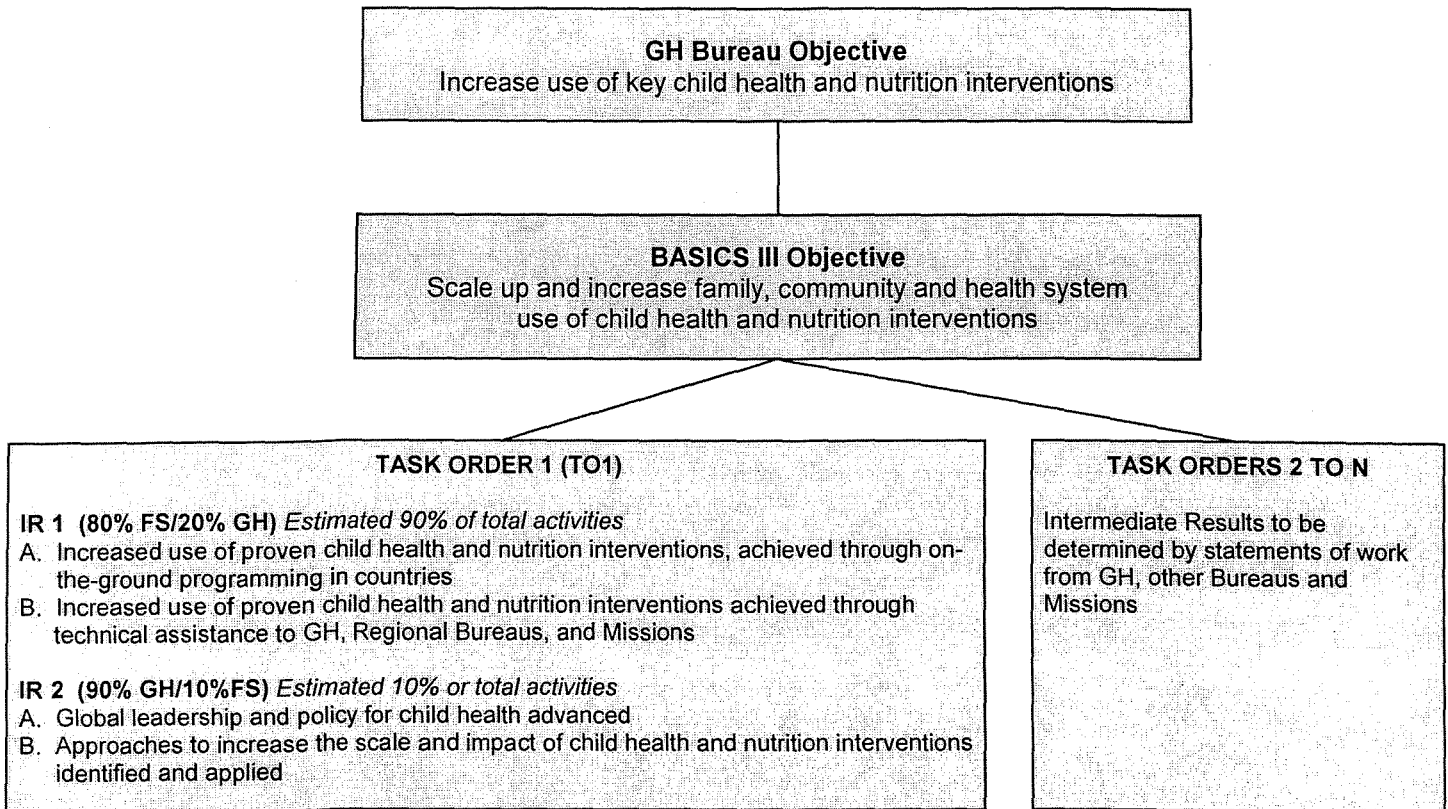 GH Bureau Objective
Increase use of key child health and nutrition interventions
BASICS III Objective
Scale up and increase family, community and health system
use of child health and nutrition interventions
TASK ORDER 1 (TO1)
IR 1 (80% FS/20% GH) Estimated 90% of total activities
A. Increased use of proven child health and nutrition interventions, achieved through on-
the-ground programming in countries
B. Increased use of proven child health and nutrition interventions achieved through
technical assistance to GH, Regional Bureaus, and Missions
IR 2 (90% GH/10%FS) Estimated 10% or total activities
A. Global leadership and policy for child health advanced
B. Approaches to increase the scale and impact of child health and nutrition interventions
identified and applied
TASK ORDERS 2 TO N
Intermediate Results to be
determined by statements of work
from GH, other Bureaus and
Missions